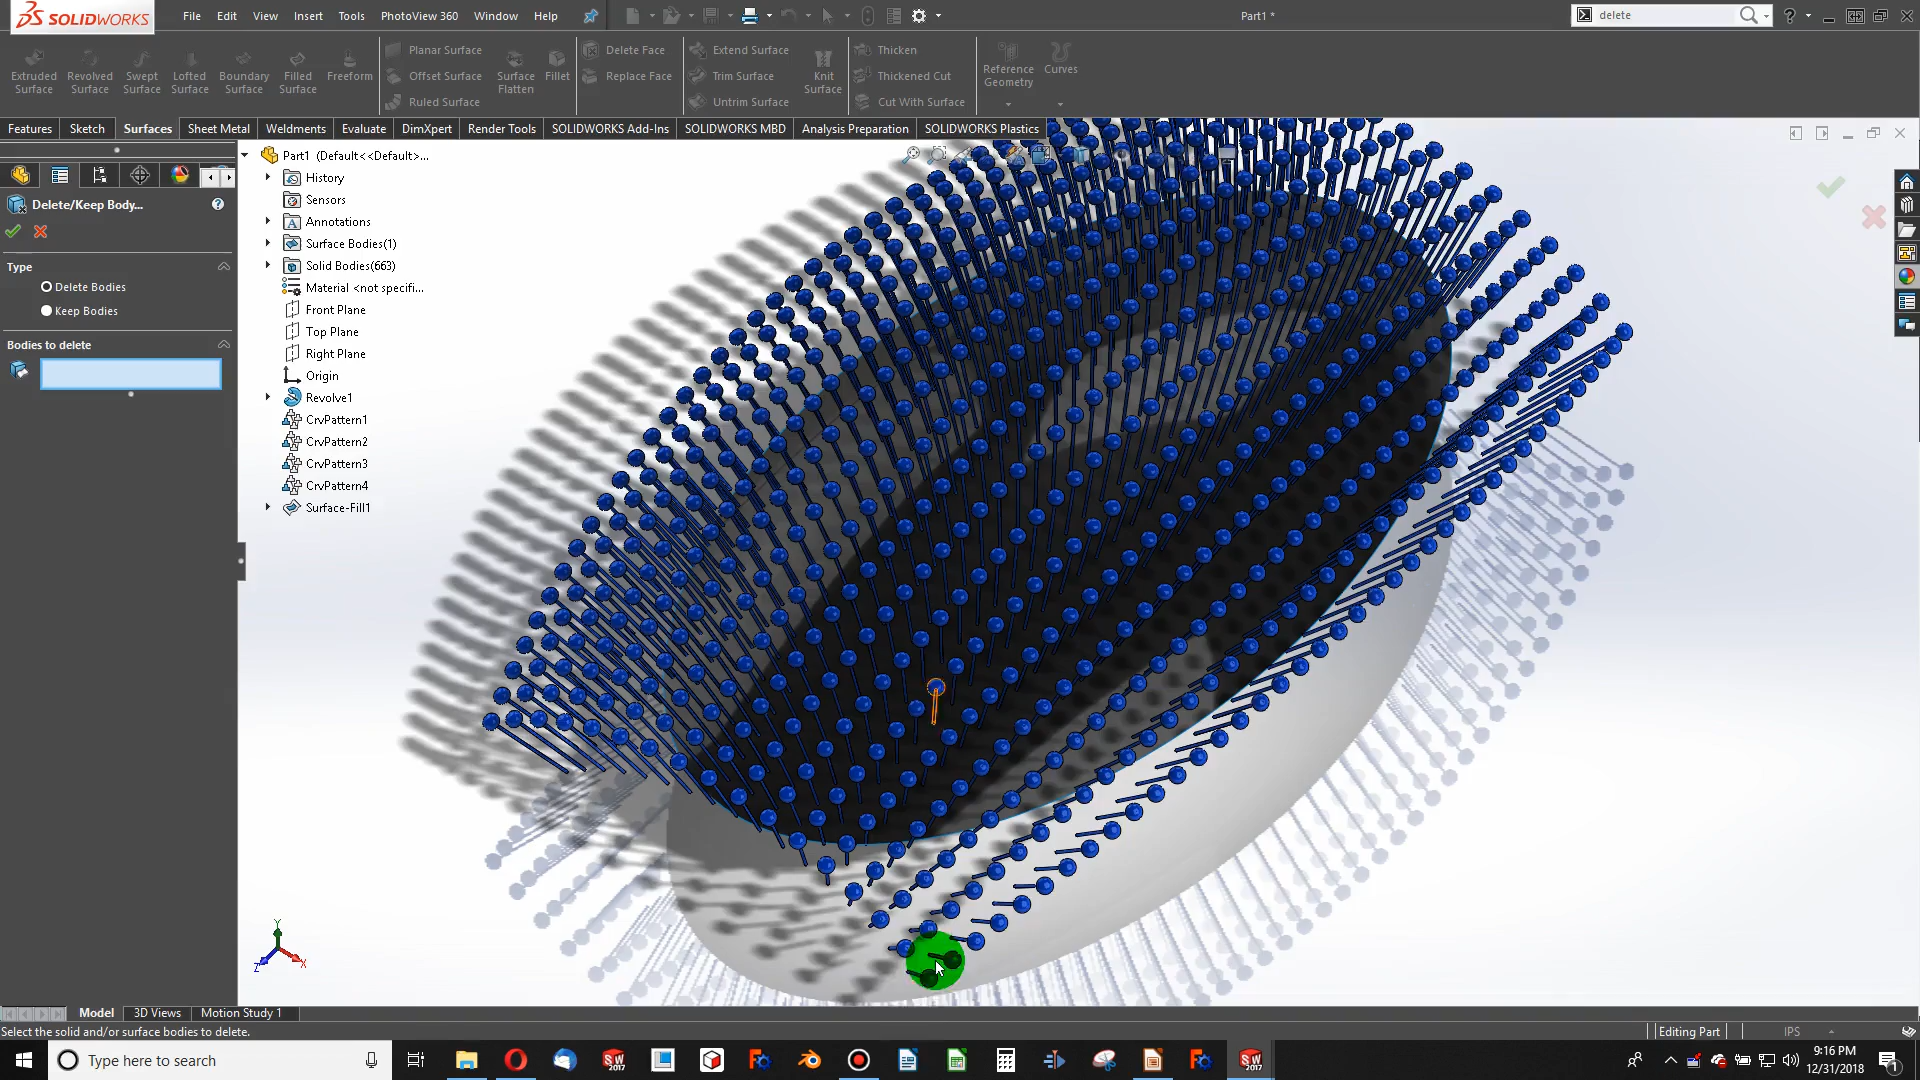 SOLIDWORKS
File Edit View Insert Tools PhotoView 360 Window Help
Part1 *
delete
Extruded Surface
Revolved Surface
Swept Surface
Lofted Surface
Boundary Surface
Filled Surface
Freeform
Planar Surface
Offset Surface
Ruled Surface
Surface Flatten
Fillet
Delete Face
Replace Face
Extend Surface
Trim Surface
Untrim Surface
Knit Surface
Thicken
Thickened Cut
Cut With Surface
Reference Geometry
Curves
Features Sketch Surfaces Sheet Metal Weldments Evaluate DimXpert Render Tools SOLIDWORKS Add-Ins SOLIDWORKS MBD Analysis Preparation SOLIDWORKS Plastics
Delete/Keep Body...
Type
Delete Bodies
Keep Bodies
Bodies to delete
Part1 (Default<<Default>...
History
Sensors
Annotations
Surface Bodies(1)
Solid Bodies(663)
Material <not specifi...
Front Plane
Top Plane
Right Plane
Origin
Revolve1
CrvPattern1
CrvPattern2
CrvPattern3
CrvPattern4
Surface-Fill1
Y
Z
X
Model 3D Views Motion Study 1
Select the solid and/or surface bodies to delete.
Editing Part
IPS
Type here to search
SW
2017
SW
2017
9:16 PM
12/31/2018
1